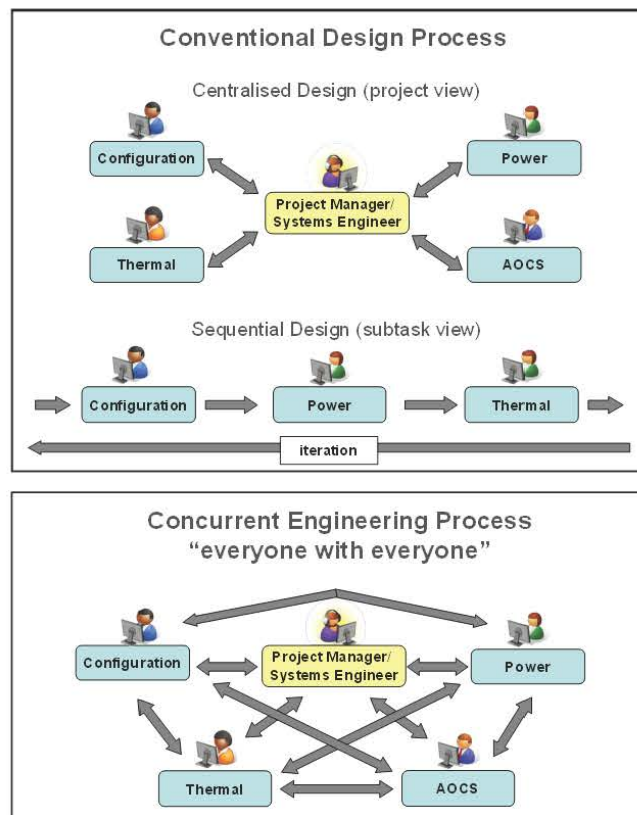 Conventional Design Process
Centralised Design (project view)
Configuration
Power
Project Manager/
Systems Engineer
Thermal
AOCS
Sequential Design (subtask view)
Configuration
Power
Thermal
iteration
Concurrent Engineering Process
“everyone with everyone”
Configuration
Project Manager/
Systems Engineer
Power
Thermal
AOCS